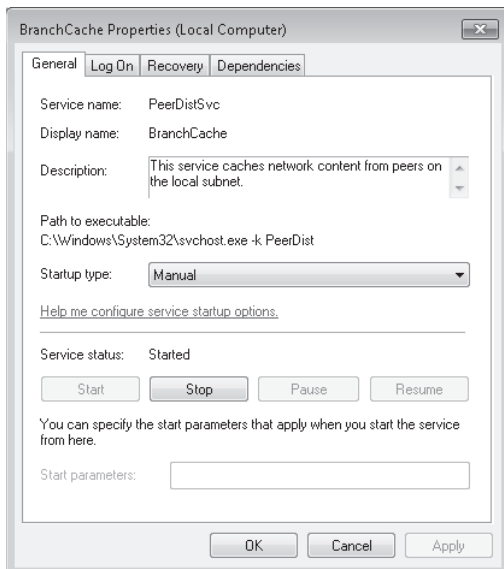 BranchCache Properties (Local Computer)
General Log On Recovery Dependencies
Service name: PeerDistSvc
Display name: BranchCache
Description: This service caches network content from peers on
the local subnet.
Path to executable:
C:\Windows\System32\svchost.exe -k PeerDist
Startup type: Manual
Help me configure service startup options.
Service status: Started
Start Stop Pause Resume
You can specify the start parameters that apply when you start the service
from here.
Start parameters:
OK Cancel Apply